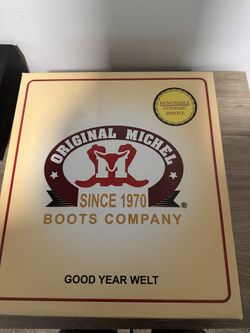 REMOVABLE
COMFORT
INSOLE
ORIGINAL MICHEL
M
SINCE 1970
®
BOOTS COMPANY
GOOD YEAR WELT